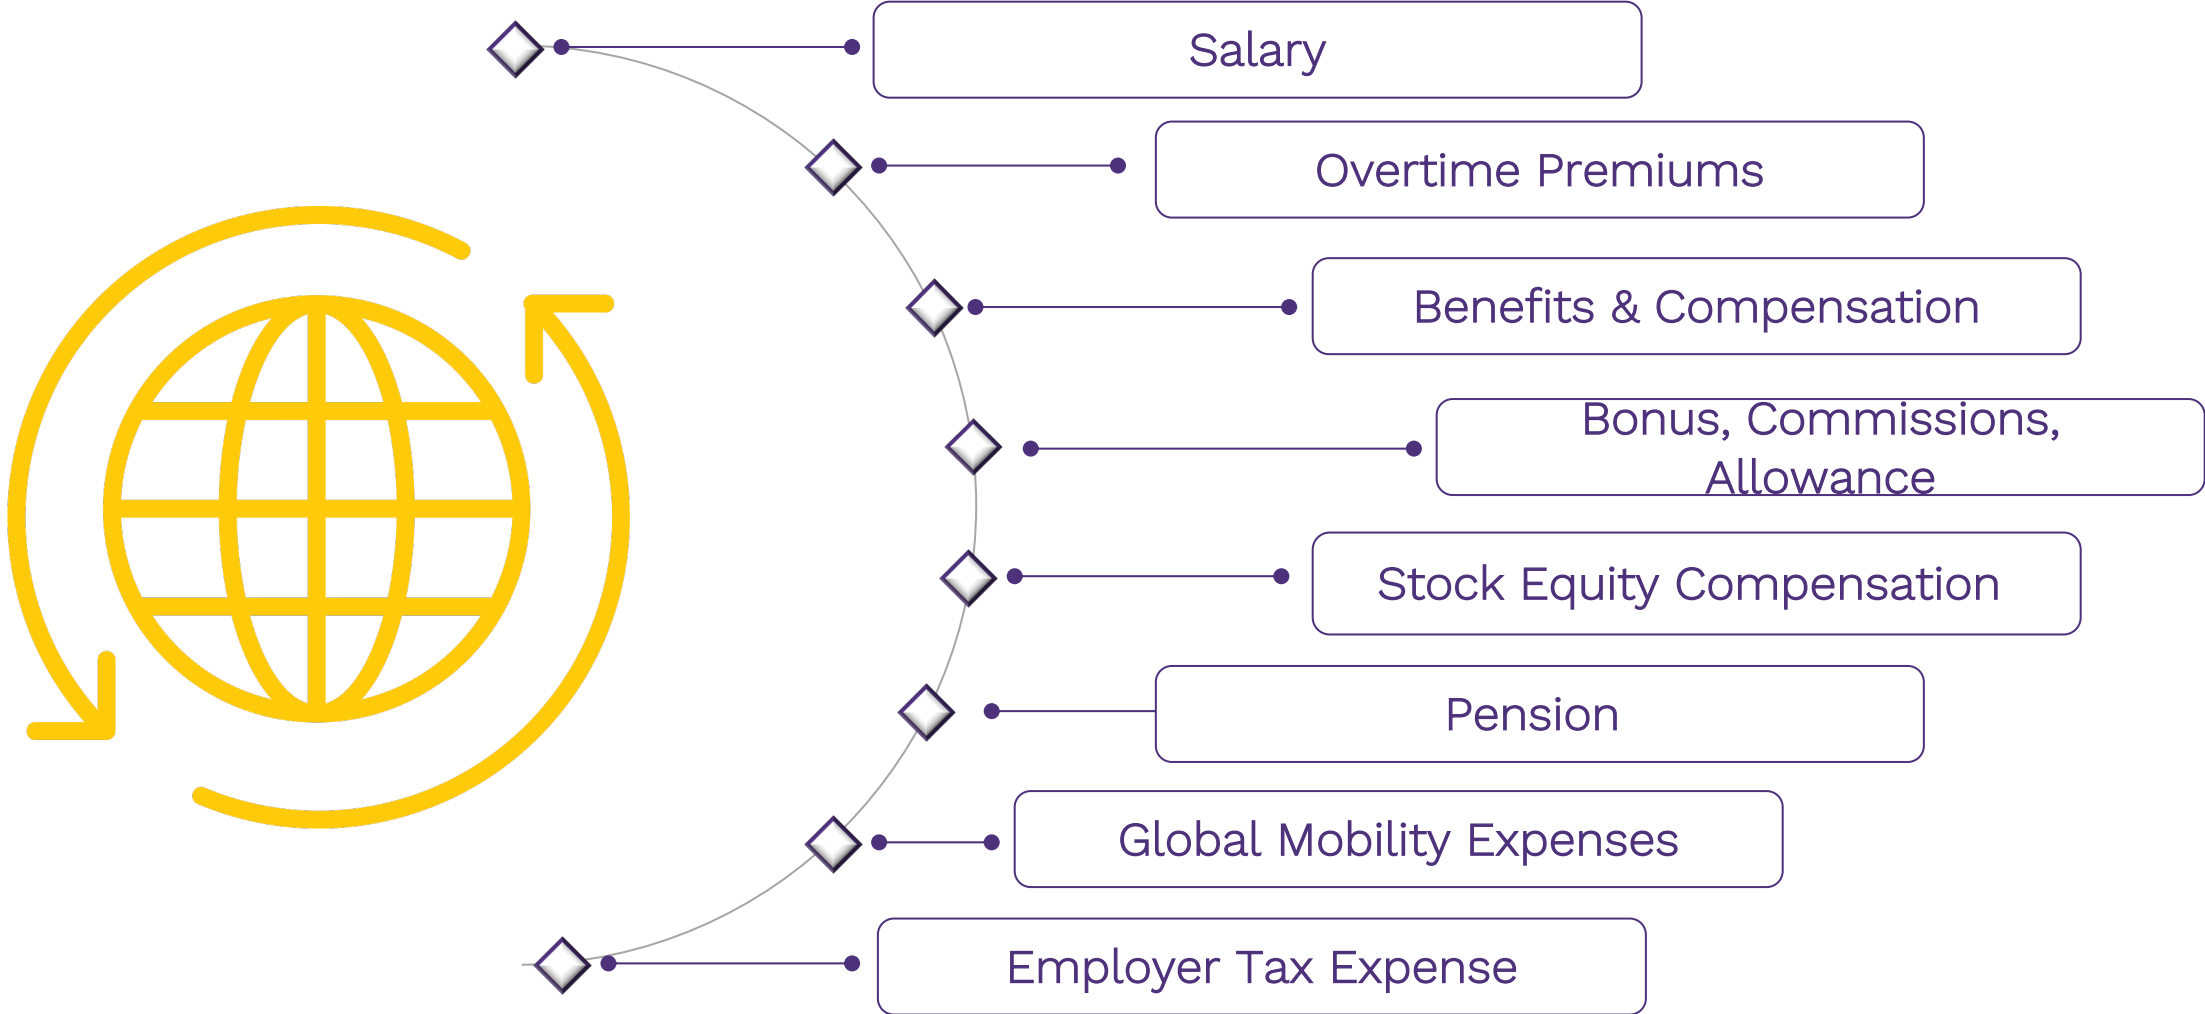 Salary
Overtime Premiums
Benefits & Compensation
Bonus, Commissions,
Allowance
Stock Equity Compensation
Pension
Global Mobility Expenses
Employer Tax Expense